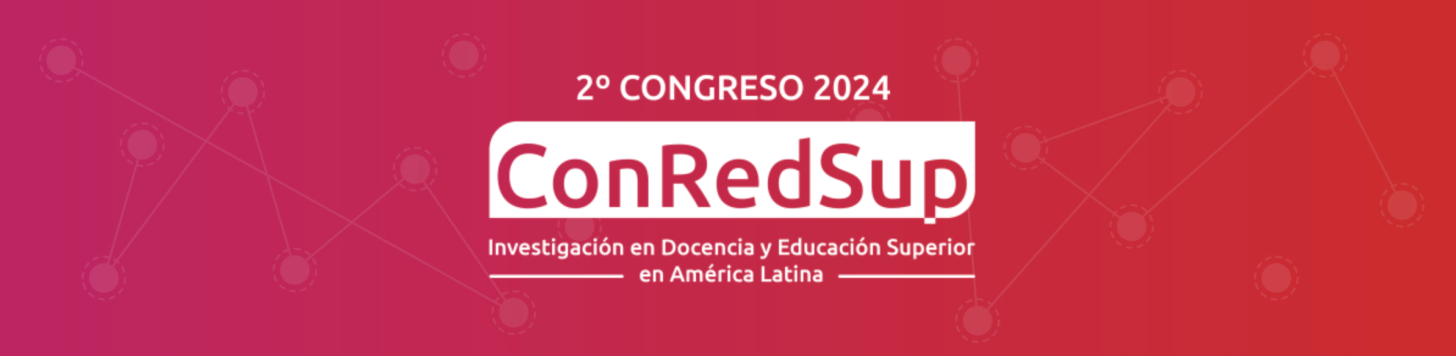 2º CONGRESO 2024
ConRedSup
Investigación en Docencia y Educación Superior
en América Latina